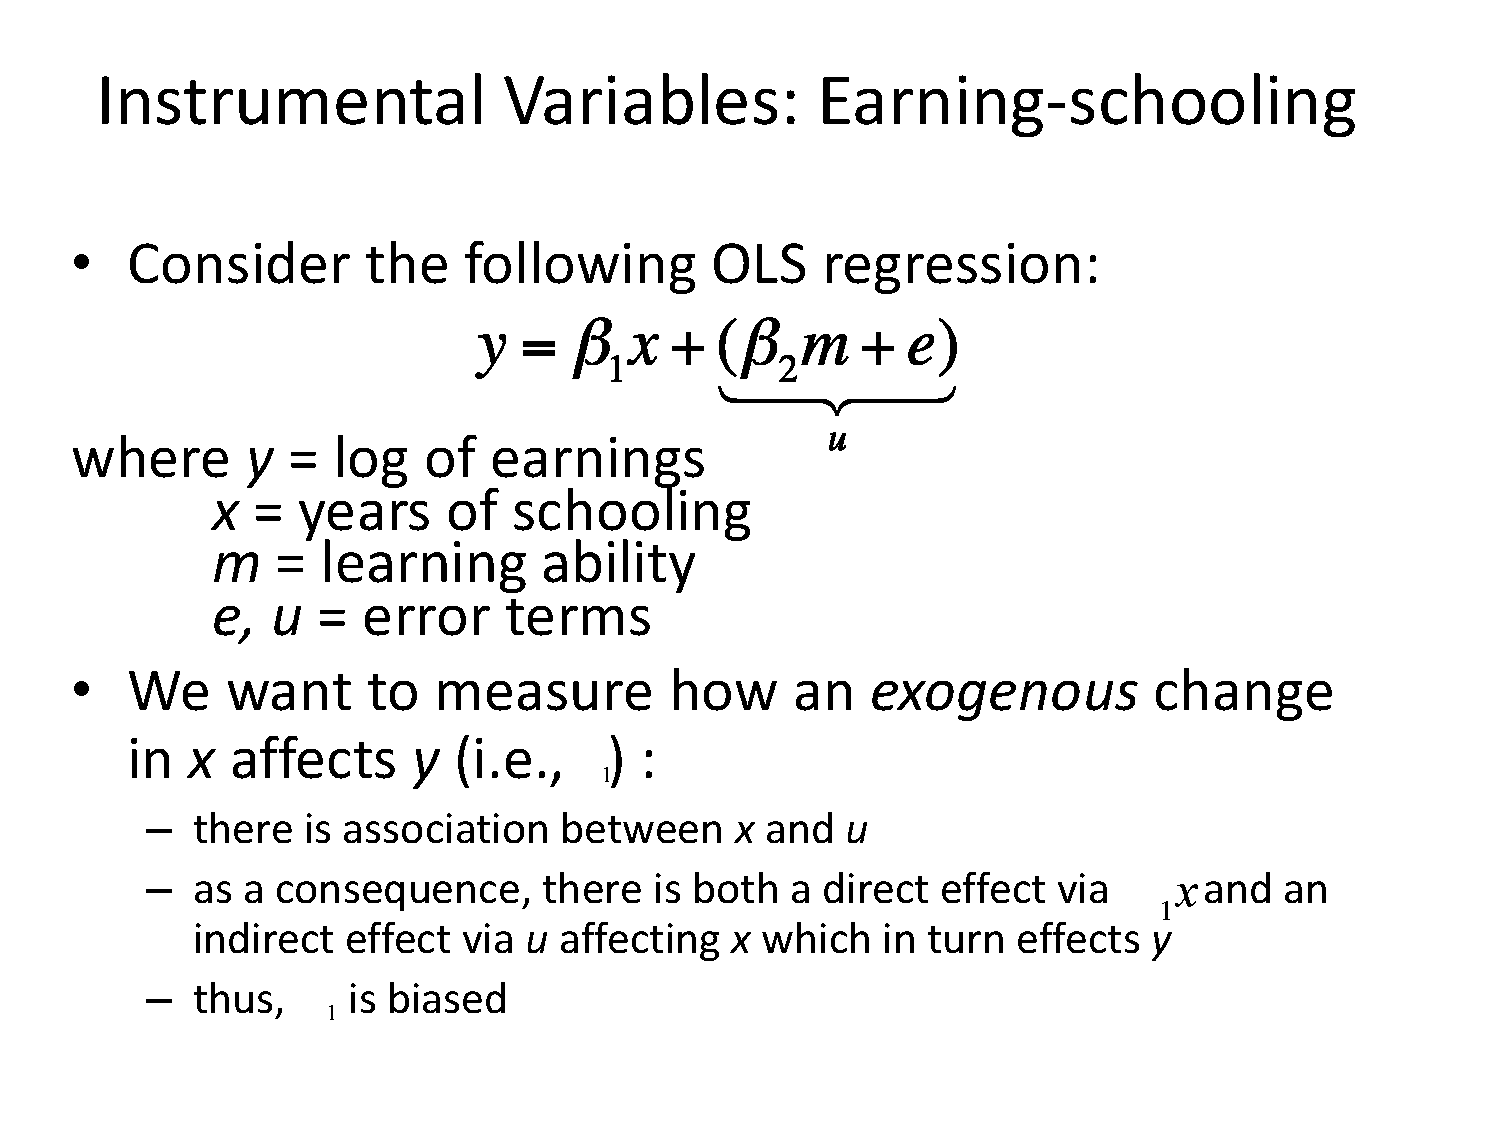 Instrumental Variables: Earning-schooling
• Consider the following OLS regression:
y = β₁x + (β₂m + e)
u
where y = log of earnings
x = years of schooling
m = learning ability
e, u = error terms
• We want to measure how an exogenous change
in x affects y (i.e., ₁) :
– there is association between x and u
– as a consequence, there is both a direct effect via ₁x and an
indirect effect via u affecting x which in turn effects y
– thus, ₁ is biased